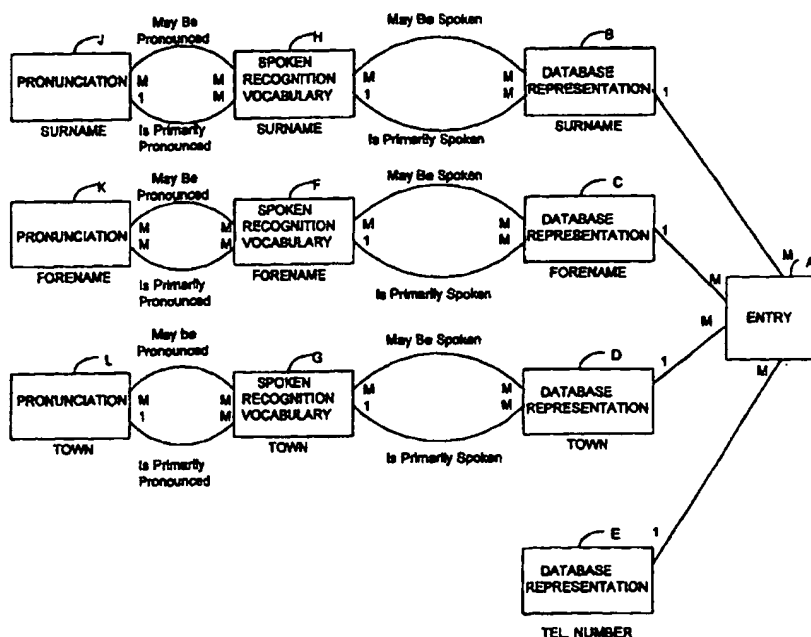 May Be
Pronounced
May Be Spoken
J
H
B
PRONUNCIATION
M
1
M
M
SPOKEN
RECOGNITION
VOCABULARY
M
1
M
M
DATABASE
REPRESENTATION
1
SURNAME
Is Primarily
Pronounced
SURNAME
Is Primarily Spoken
SURNAME
May Be
Pronounced
May Be Spoken
K
F
C
PRONUNCIATION
M
M
M
M
SPOKEN
RECOGNITION
VOCABULARY
M
1
M
M
DATABASE
REPRESENTATION
1
M
M
A
FORENAME
Is Primarily
Pronounced
FORENAME
Is Primarily Spoken
FORENAME
ENTRY
M
M
May be
Pronounced
May Be Spoken
L
G
D
PRONUNCIATION
M
1
M
M
SPOKEN
RECOGNITION
VOCABULARY
M
1
M
M
DATABASE
REPRESENTATION
1
TOWN
Is Primarily
Pronounced
TOWN
Is Primarily Spoken
TOWN
E
1
DATABASE
REPRESENTATION
TEL. NUMBER